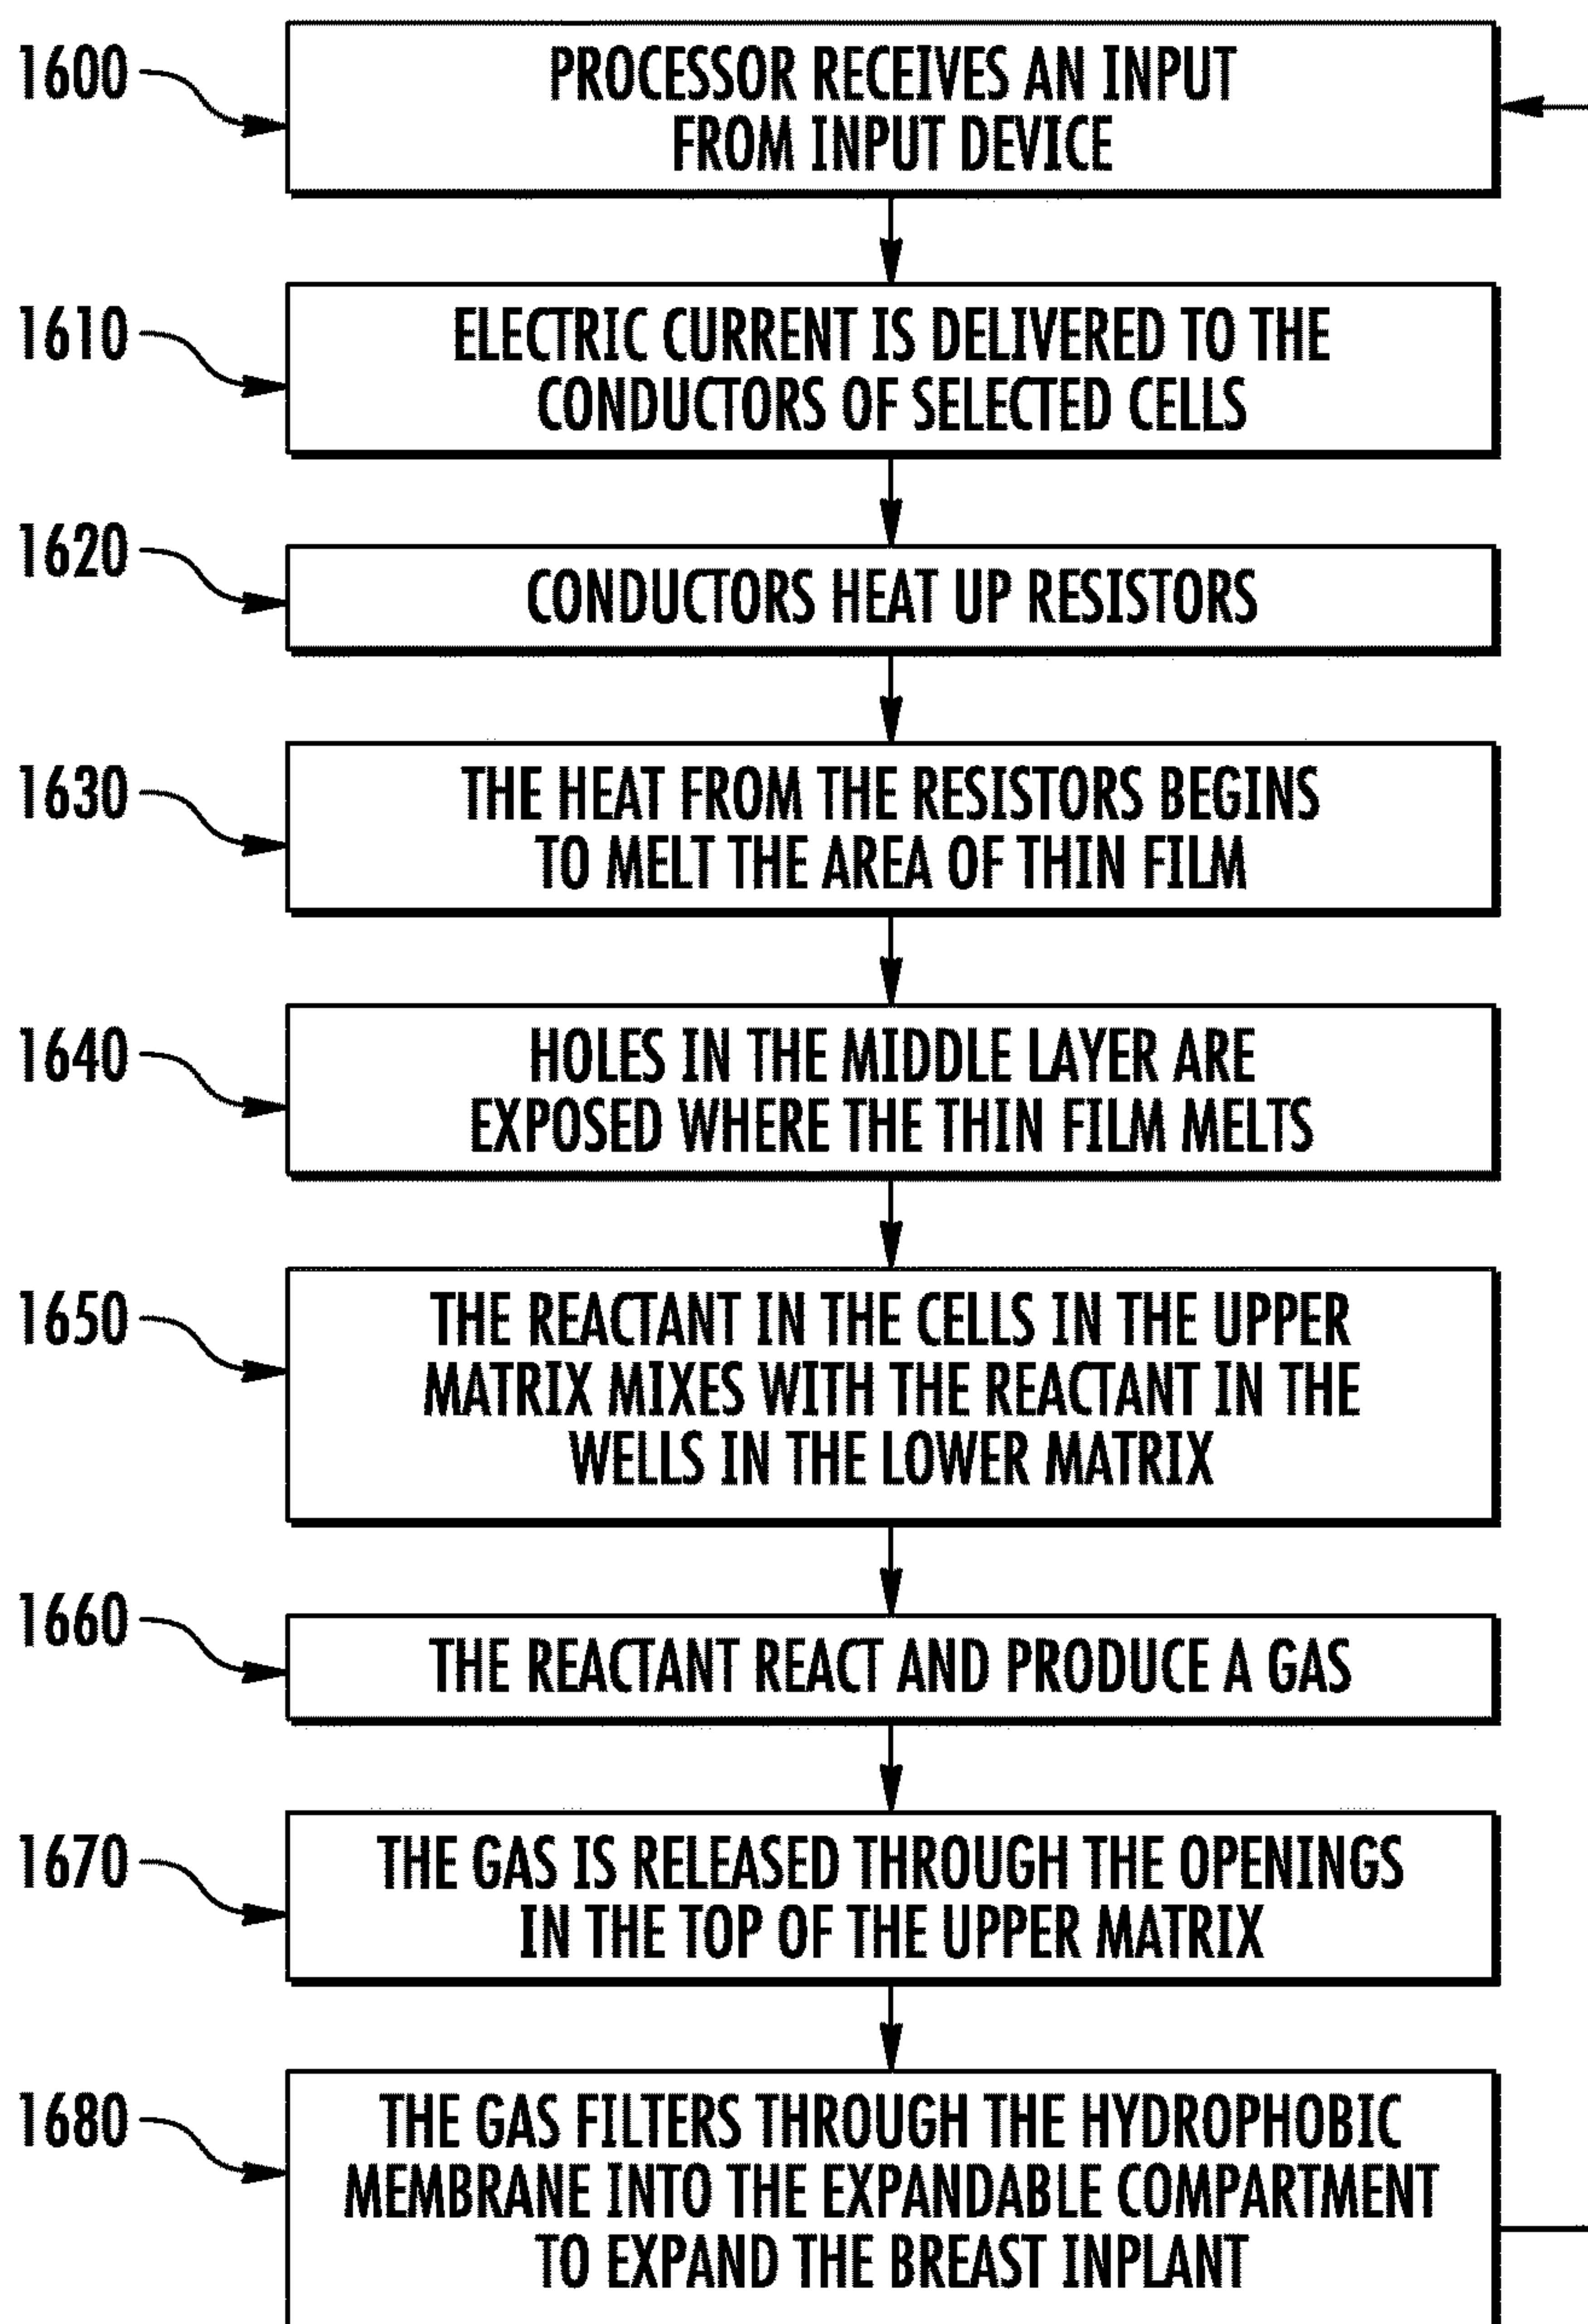 1600
PROCESSOR RECEIVES AN INPUT
FROM INPUT DEVICE
1610
ELECTRIC CURRENT IS DELIVERED TO THE
CONDUCTORS OF SELECTED CELLS
1620
CONDUCTORS HEAT UP RESISTORS
1630
THE HEAT FROM THE RESISTORS BEGINS
TO MELT THE AREA OF THIN FILM
1640
HOLES IN THE MIDDLE LAYER ARE
EXPOSED WHERE THE THIN FILM MELTS
1650
THE REACTANT IN THE CELLS IN THE UPPER
MATRIX MIXES WITH THE REACTANT IN THE
WELLS IN THE LOWER MATRIX
1660
THE REACTANT REACT AND PRODUCE A GAS
1670
THE GAS IS RELEASED THROUGH THE OPENINGS
IN THE TOP OF THE UPPER MATRIX
1680
THE GAS FILTERS THROUGH THE HYDROPHOBIC
MEMBRANE INTO THE EXPANDABLE COMPARTMENT
TO EXPAND THE BREAST INPLANT